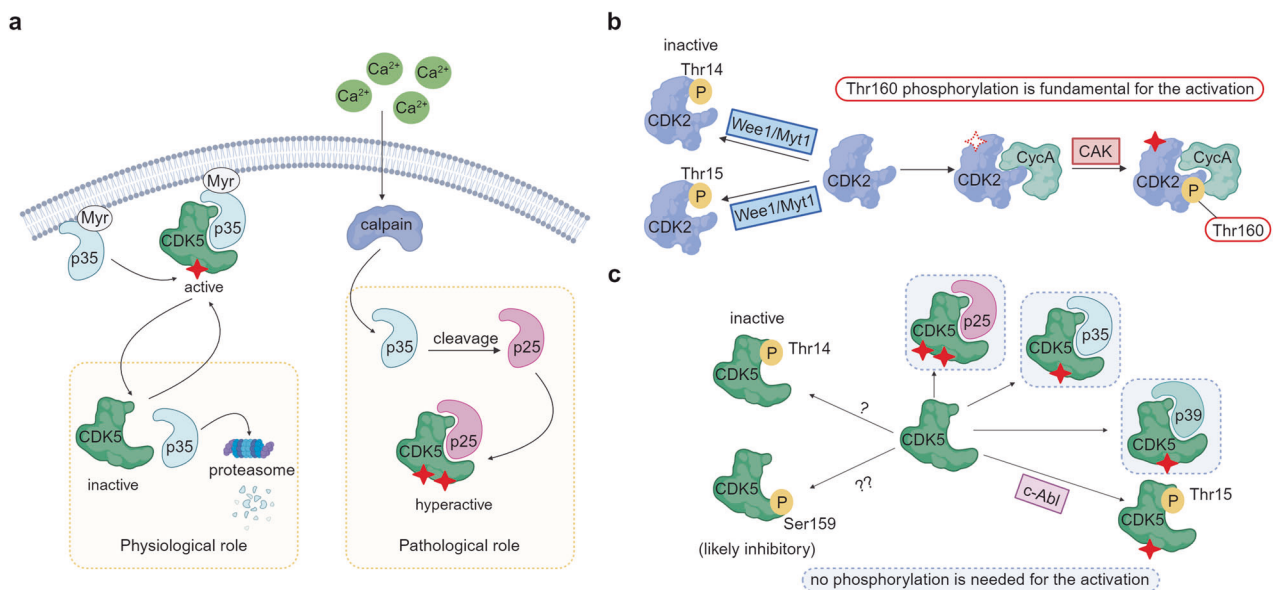 a
Ca2+
Ca2+
Ca2+
Ca2+
Ca2+
Myr
Myr
p35
CDK5
p35
active
calpain
p35
cleavage
p25
CDK5
p35
inactive
proteasome
Physiological role
CDK5
p25
hyperactive
Pathological role
b
inactive
Thr14
P
CDK2
Wee1/Myt1
Thr15
P
CDK2
Wee1/Myt1
CDK2
Thr160 phosphorylation is fundamental for the activation
CycA
CDK2
CAK
CycA
CDK2
P
Thr160
c
inactive
P
Thr14
CDK5
?
CDK5
P
Ser159
(likely inhibitory)
??
CDK5
p25
CDK5
p35
CDK5
p39
CDK5
CDK5
c-Abl
P
Thr15
CDK5
no phosphorylation is needed for the activation